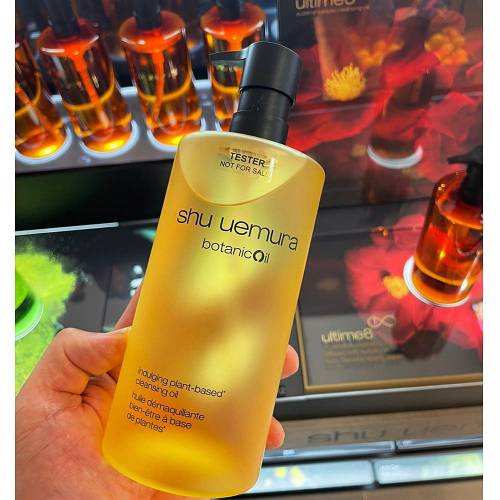 ultime8
TESTER
NOT FOR SALE
shu uemura
botanicOil
indulging plant-based*
cleansing oil
huile démaquillante
bien-être à base
de plantes*
ultime8
shu uemura